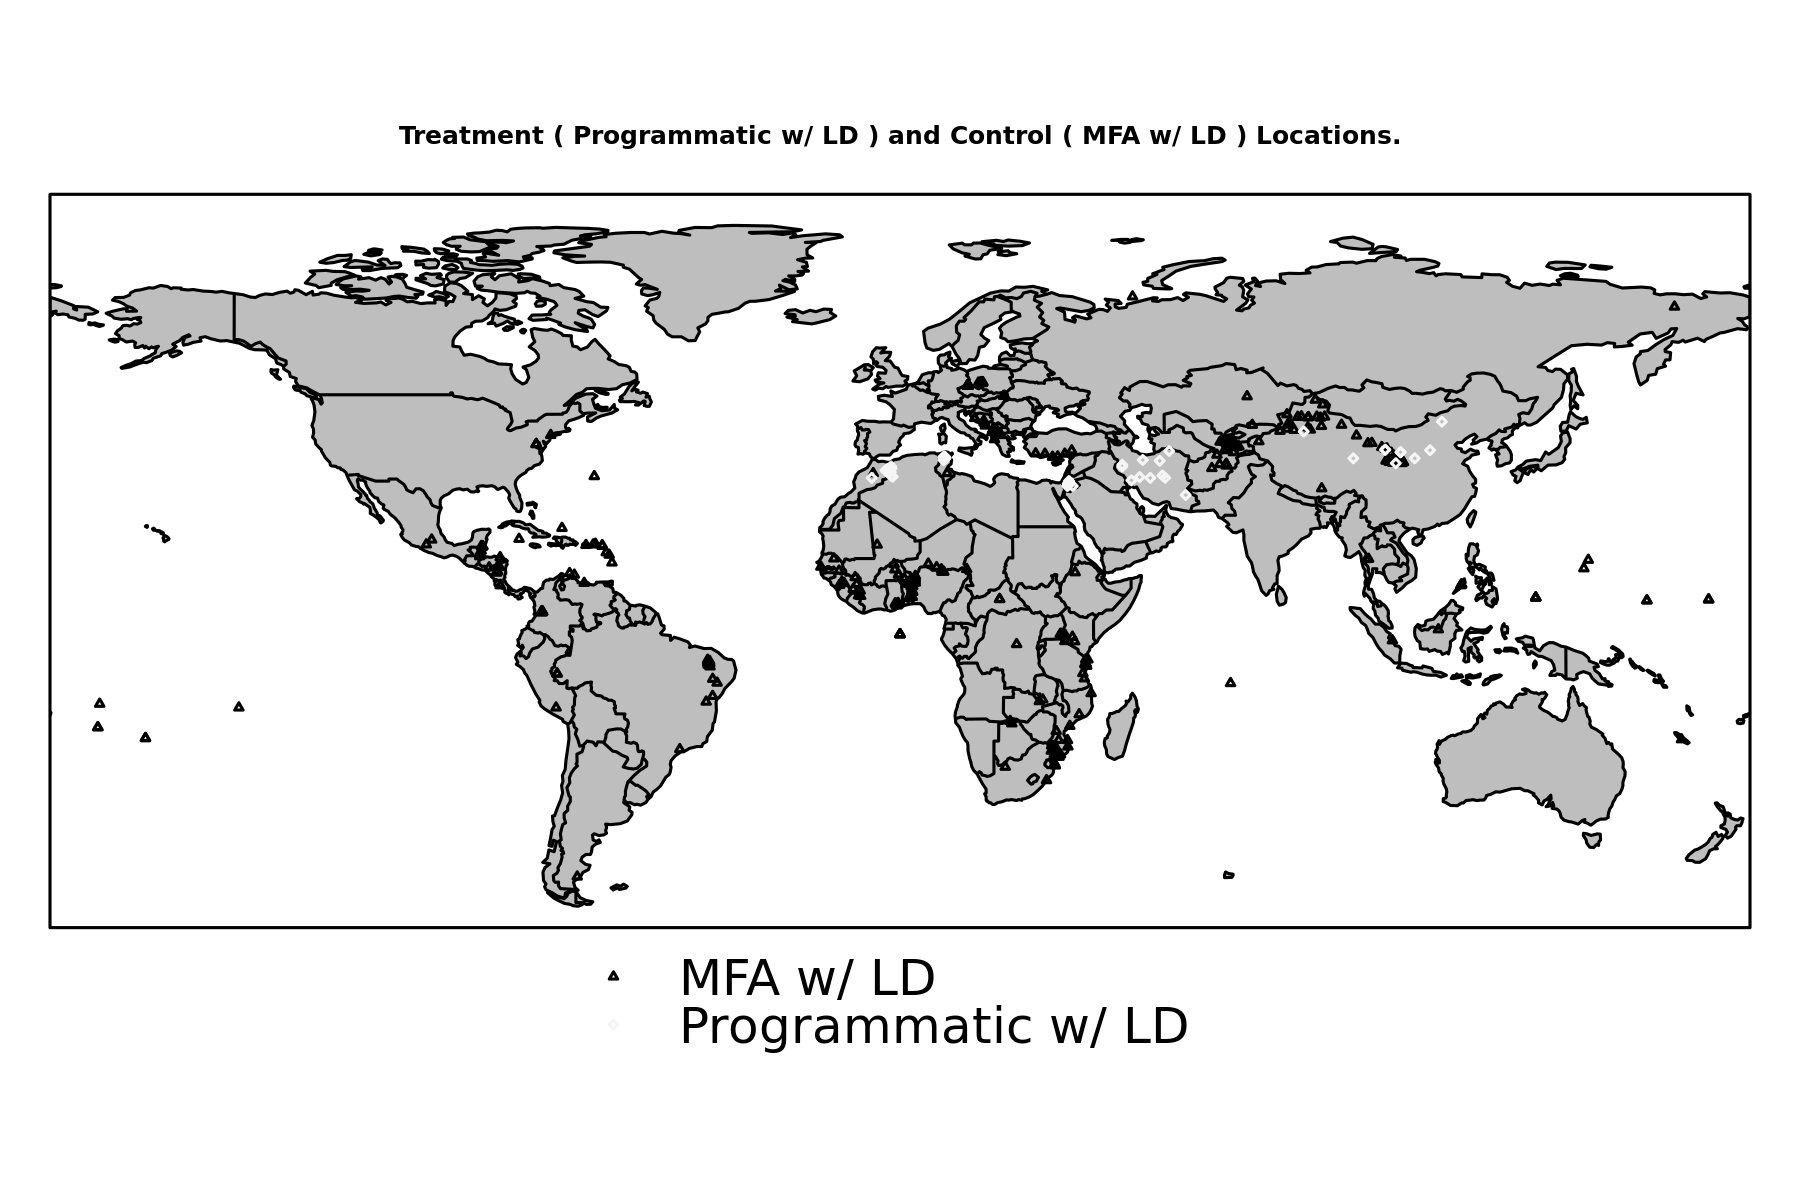 Treatment ( Programmatic w/ LD ) and Control ( MFA w/ LD ) Locations.
MFA w/ LD
Programmatic w/ LD